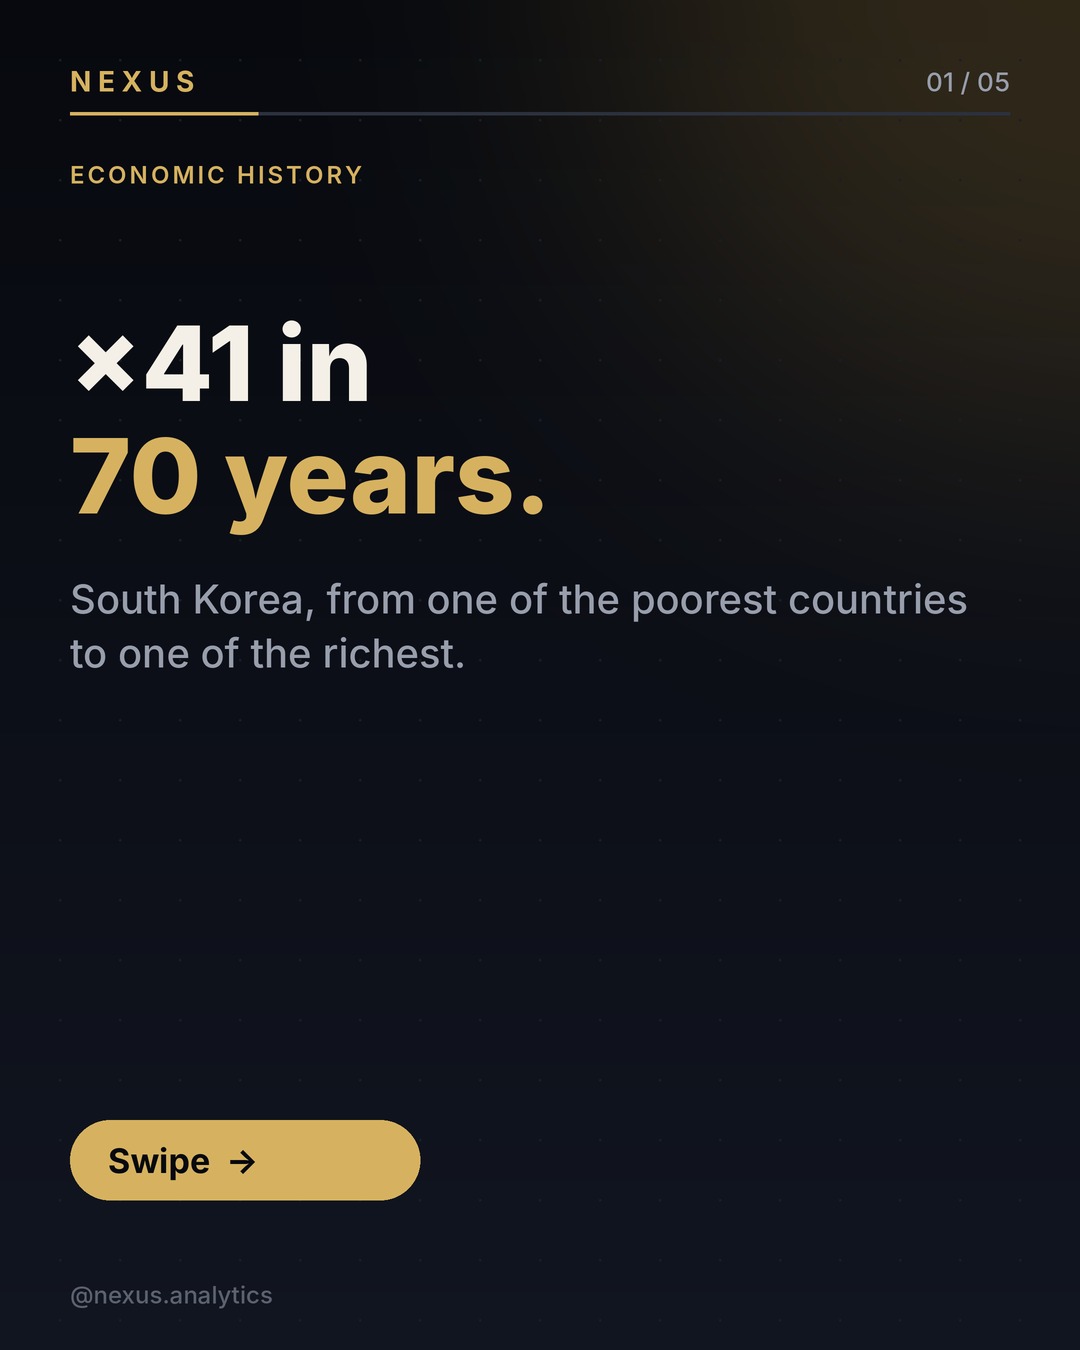 NEXUS
01 / 05
ECONOMIC HISTORY
×41 in
70 years.
South Korea, from one of the poorest countries
to one of the richest.
Swipe →
@nexus.analytics